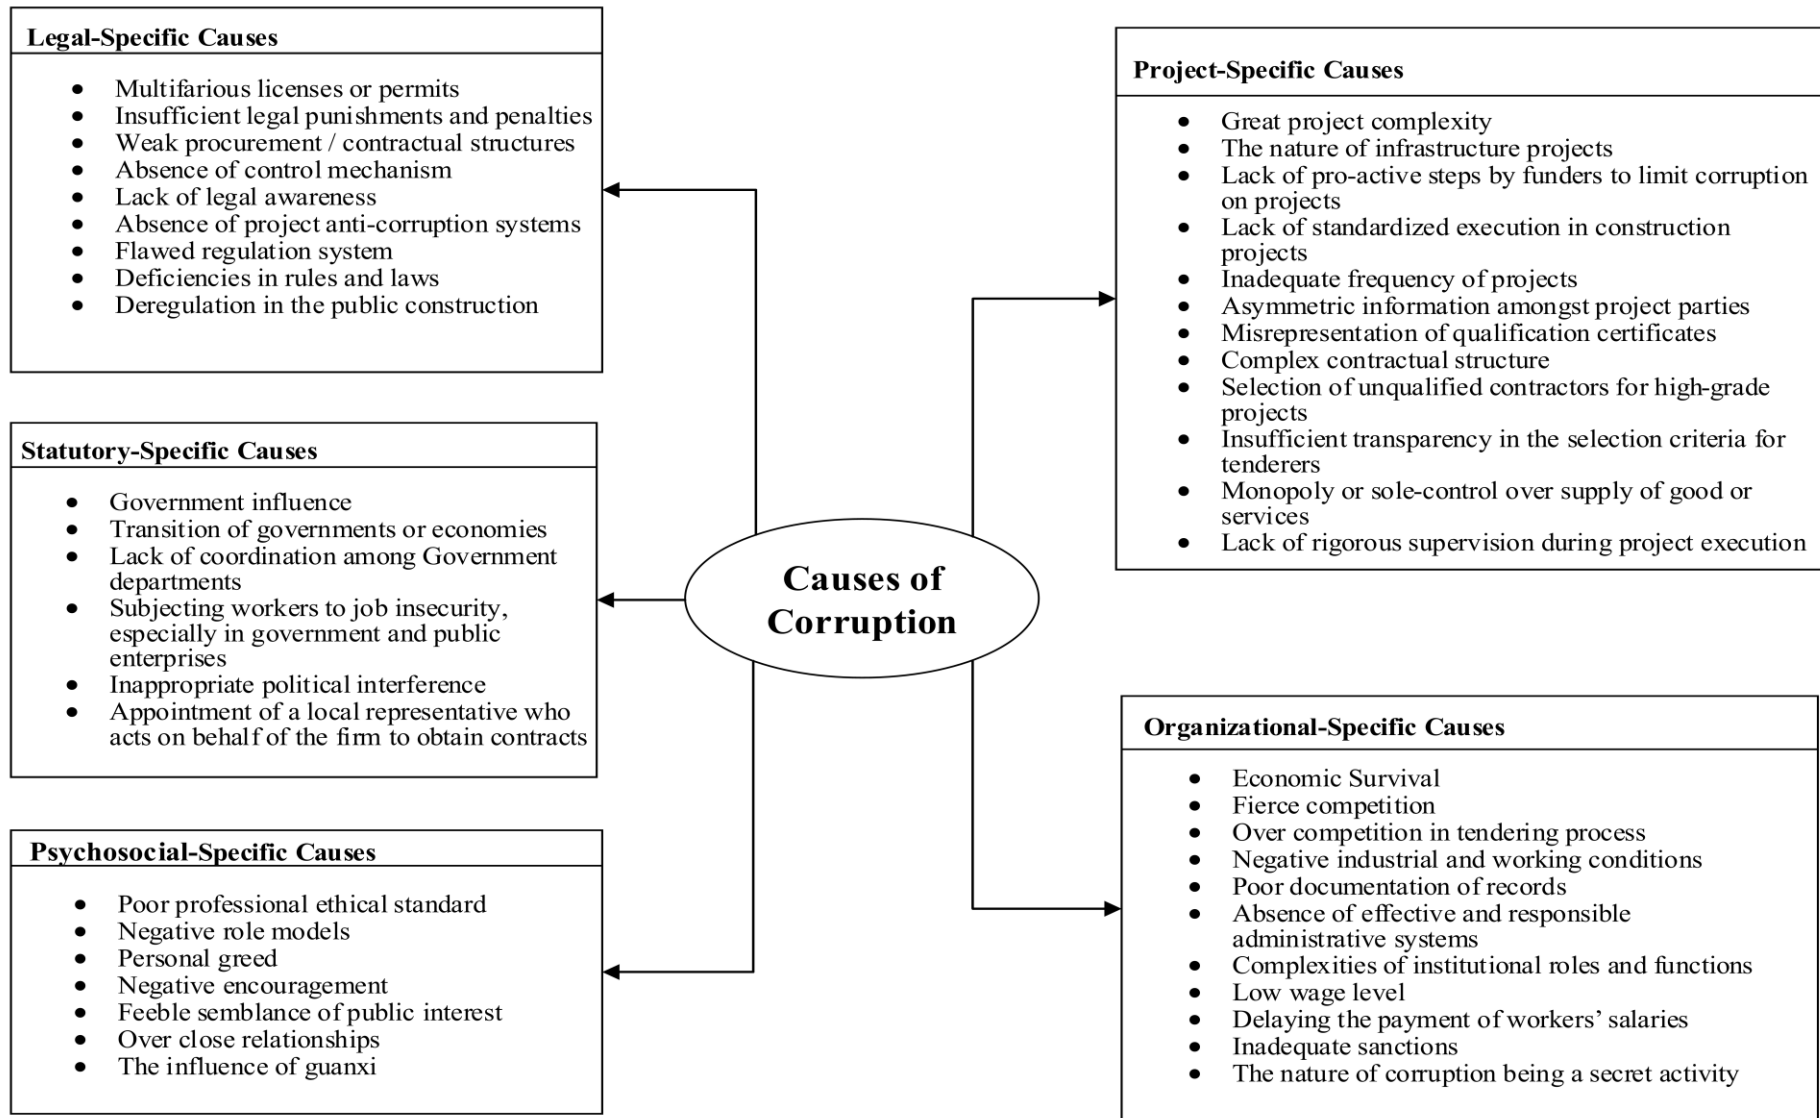 Legal-Specific Causes
• Multifarious licenses or permits
• Insufficient legal punishments and penalties
• Weak procurement / contractual structures
• Absence of control mechanism
• Lack of legal awareness
• Absence of project anti-corruption systems
• Flawed regulation system
• Deficiencies in rules and laws
• Deregulation in the public construction
Statutory-Specific Causes
• Government influence
• Transition of governments or economies
• Lack of coordination among Government
departments
• Subjecting workers to job insecurity,
especially in government and public
enterprises
• Inappropriate political interference
• Appointment of a local representative who
acts on behalf of the firm to obtain contracts
Psychosocial-Specific Causes
• Poor professional ethical standard
• Negative role models
• Personal greed
• Negative encouragement
• Feeble semblance of public interest
• Over close relationships
• The influence of guanxi
Causes of
Corruption
Project-Specific Causes
• Great project complexity
• The nature of infrastructure projects
• Lack of pro-active steps by funders to limit corruption
on projects
• Lack of standardized execution in construction
projects
• Inadequate frequency of projects
• Asymmetric information amongst project parties
• Misrepresentation of qualification certificates
• Complex contractual structure
• Selection of unqualified contractors for high-grade
projects
• Insufficient transparency in the selection criteria for
tenderers
• Monopoly or sole-control over supply of good or
services
• Lack of rigorous supervision during project execution
Organizational-Specific Causes
• Economic Survival
• Fierce competition
• Over competition in tendering process
• Negative industrial and working conditions
• Poor documentation of records
• Absence of effective and responsible
administrative systems
• Complexities of institutional roles and functions
• Low wage level
• Delaying the payment of workers’ salaries
• Inadequate sanctions
• The nature of corruption being a secret activity